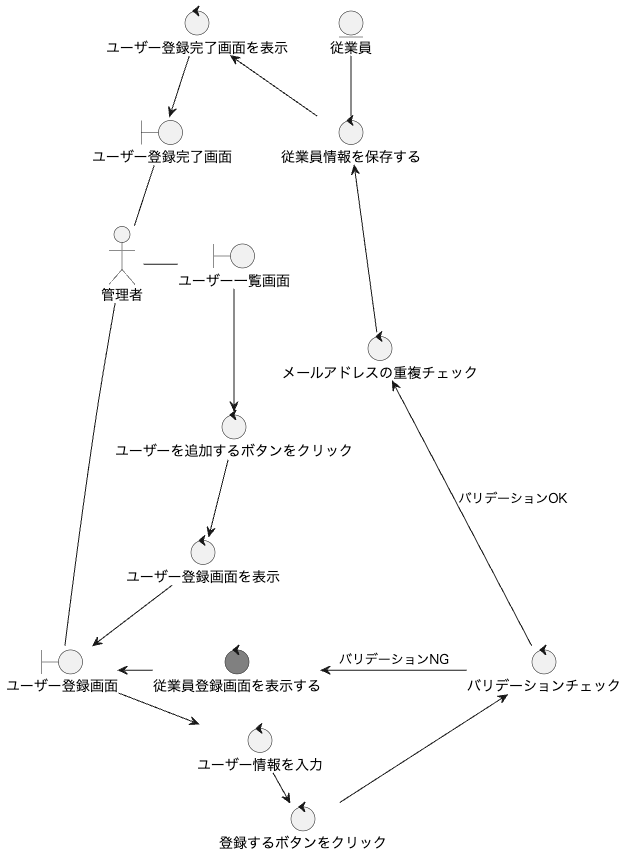 ユーザー登録完了画面を表示
従業員
ユーザー登録完了画面
従業員情報を保存する
管理者
ユーザー一覧画面
メールアドレスの重複チェック
ユーザーを追加するボタンをクリック
バリデーションOK
ユーザー登録画面を表示
バリデーションNG
ユーザー登録画面
従業員登録画面を表示する
バリデーションチェック
ユーザー情報を入力
登録するボタンをクリック